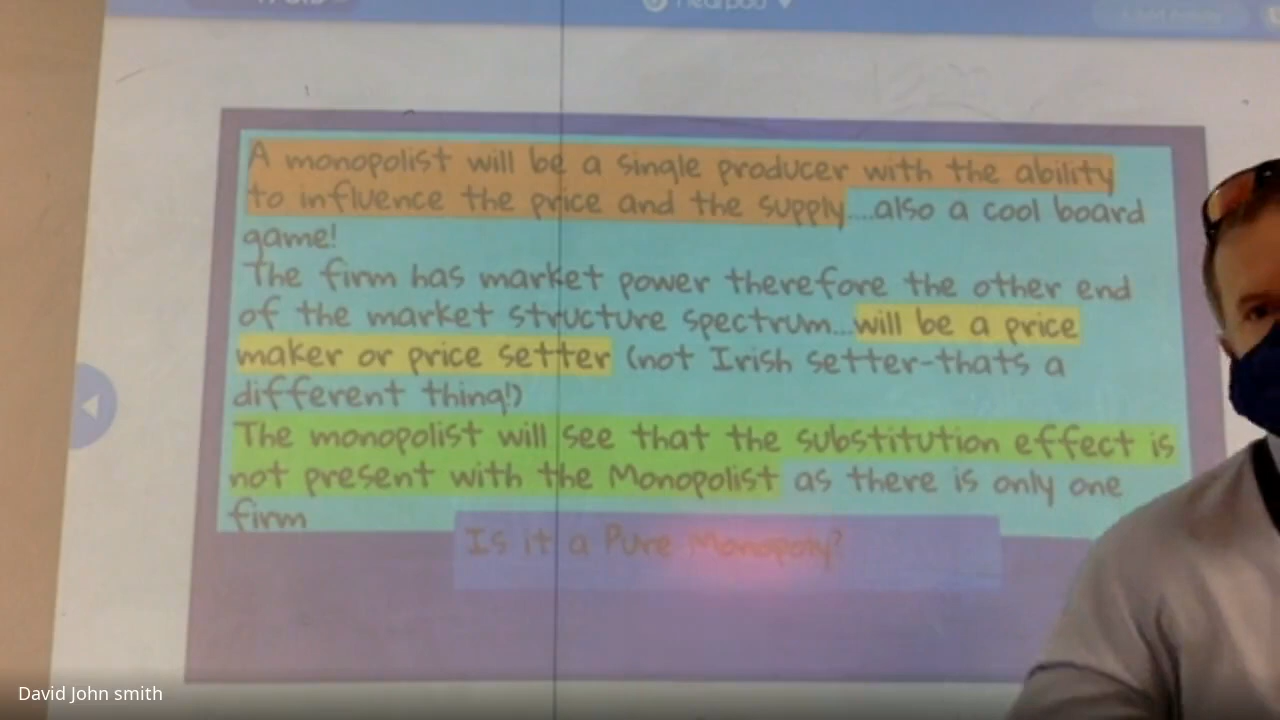 nearpod
A monopolist will be a single producer with the ability
to influence the price and the supply....also a cool board
game!
The firm has market power therefore the other end
of the market structure spectrum...will be a price
maker or price setter (not Irish setter-thats a
different thing!)
The monopolist will see that the substitution effect is
not present with the Monopolist as there is only one
firm
Is it a Pure Monopoly?
David John smith